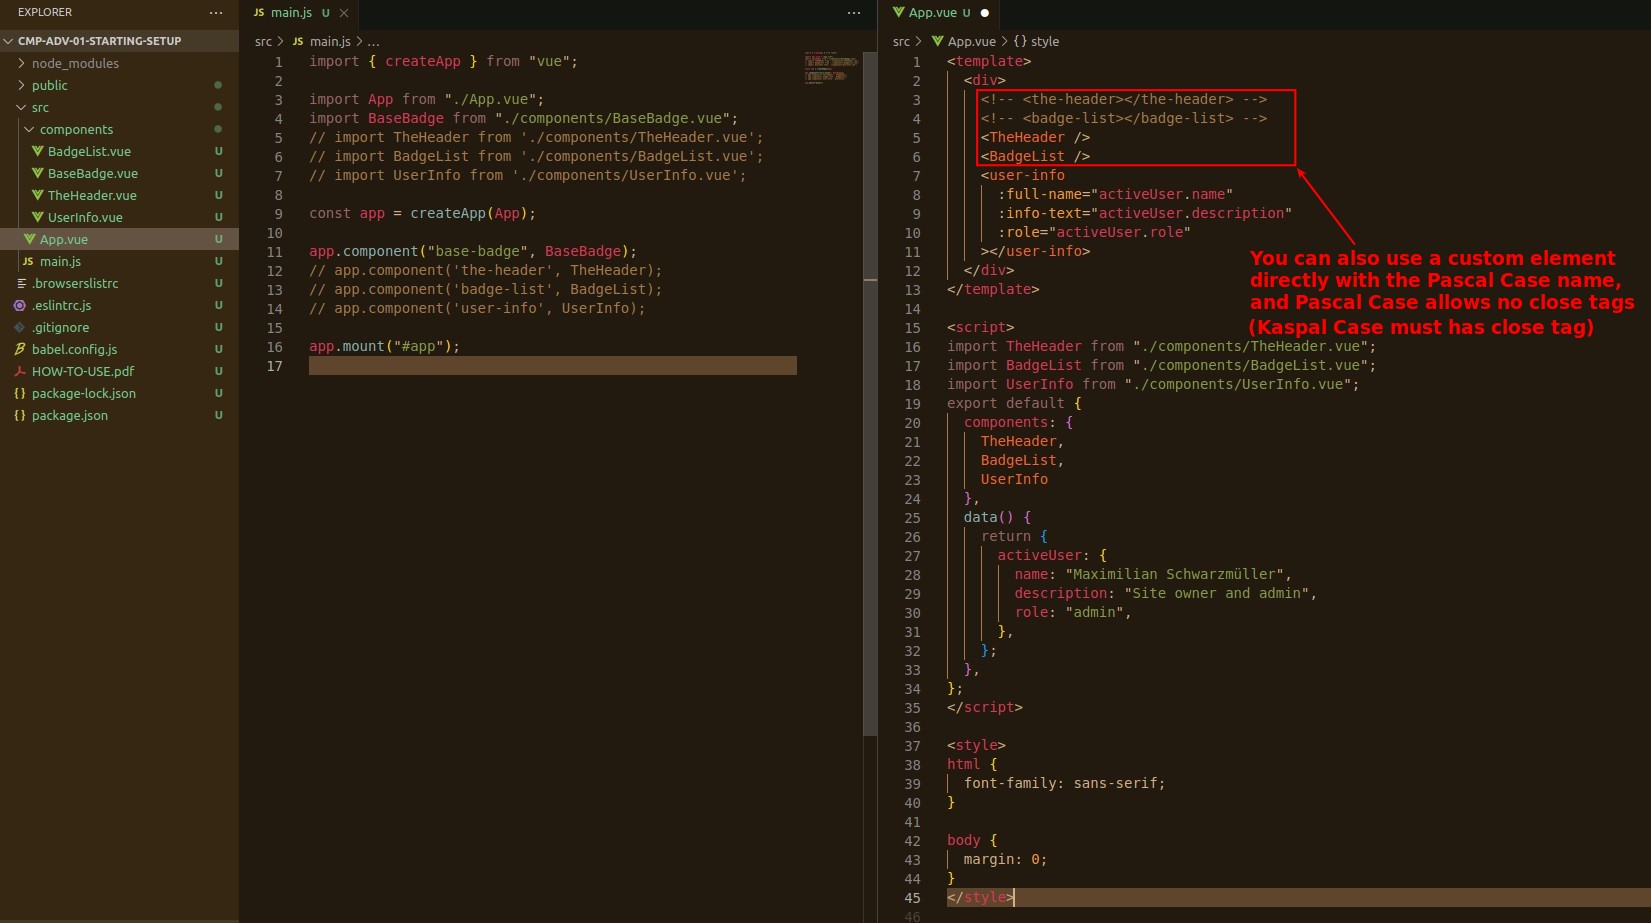 EXPLORER
CMP-ADV-01-STARTING-SETUP
node_modules
public
src
components
BadgeList.vue U
BaseBadge.vue U
TheHeader.vue U
UserInfo.vue U
App.vue U
main.js U
.browserslistrc U
.eslintrc.js U
.gitignore U
babel.config.js U
HOW-TO-USE.pdf U
package-lock.json U
package.json U
JS main.js U
src > JS main.js > ...
1 import { createApp } from "vue";
2
3 import App from "./App.vue";
4 import BaseBadge from "./components/BaseBadge.vue";
5 // import TheHeader from './components/TheHeader.vue';
6 // import BadgeList from './components/BadgeList.vue';
7 // import UserInfo from './components/UserInfo.vue';
8
9 const app = createApp(App);
10
11 app.component("base-badge", BaseBadge);
12 // app.component('the-header', TheHeader);
13 // app.component('badge-list', BadgeList);
14 // app.component('user-info', UserInfo);
15
16 app.mount("#app");
17
App.vue U
src > App.vue > {} style
1 <template>
2 <div>
3 <!-- <the-header></the-header> -->
4 <!-- <badge-list></badge-list> -->
5 <TheHeader />
6 <BadgeList />
7 <user-info
8 :full-name="activeUser.name"
9 :info-text="activeUser.description"
10 :role="activeUser.role"
11 ></user-info>
12 </div>
13 </template>
14
You can also use a custom element
directly with the Pascal Case name,
and Pascal Case allows no close tags
(Kaspal Case must has close tag)
15 <script>
16 import TheHeader from "./components/TheHeader.vue";
17 import BadgeList from "./components/BadgeList.vue";
18 import UserInfo from "./components/UserInfo.vue";
19 export default {
20 components: {
21 TheHeader,
22 BadgeList,
23 UserInfo
24 },
25 data() {
26 return {
27 activeUser: {
28 name: "Maximilian Schwarzmüller",
29 description: "Site owner and admin",
30 role: "admin",
31 },
32 };
33 },
34 };
35 </script>
36
37 <style>
38 html {
39 font-family: sans-serif;
40 }
41
42 body {
43 margin: 0;
44 }
45 </style>
46